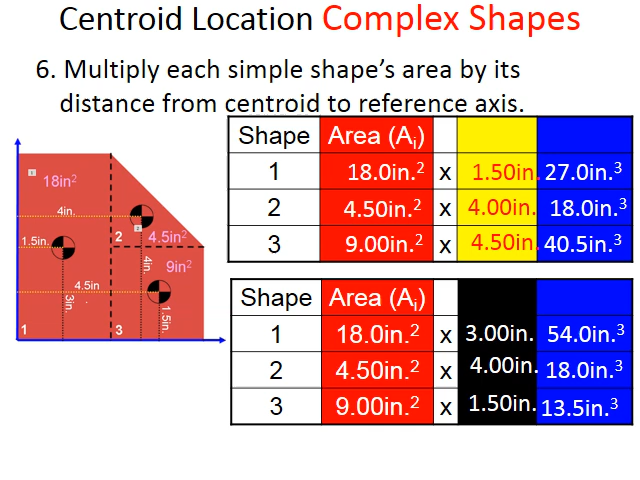 Centroid Location Complex Shapes
6. Multiply each simple shape's area by its
distance from centroid to reference axis.
Shape Area (Ai)
1 18.0in.² x 1.50in. 27.0in.³
2 4.50in.² x 4.00in. 18.0in.³
3 9.00in.² x 4.50in. 40.5in.³
Shape Area (Ai)
1 18.0in.² x 3.00in. 54.0in.³
2 4.50in.² x 4.00in. 18.0in.³
3 9.00in.² x 1.50in. 13.5in.³
18in²
4in.
2 4.5in²
1.5in.
4in.
9in²
4.5in
3in.
1.5in.
1
3